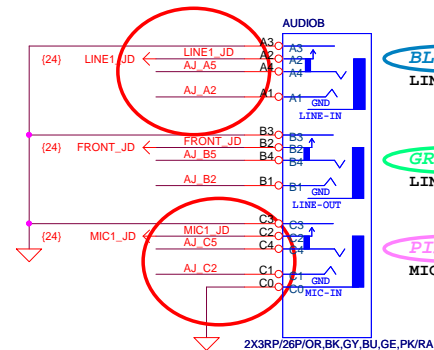 AUDIOB
A3 A3
{24} LINE1_JD LINE1_JD A2 A2
AJ_A5 A4 A4
AJ_A2 A1 A1
GND
LINE-IN
BL
LIN
B3 B3
{24} FRONT_JD FRONT_JD B2 B2
AJ_B5 B4 B4
AJ_B2 B1 B1
GND
LINE-OUT
GR
LIN
C3 C3
{24} MIC1_JD MIC1_JD C2 C2
AJ_C5 C4 C4
AJ_C2 C1 C1
GND
C0 C0
MIC-IN
PI
MIC
2X3RP/26P/OR,BK,GY,BU,GE,PK/RA